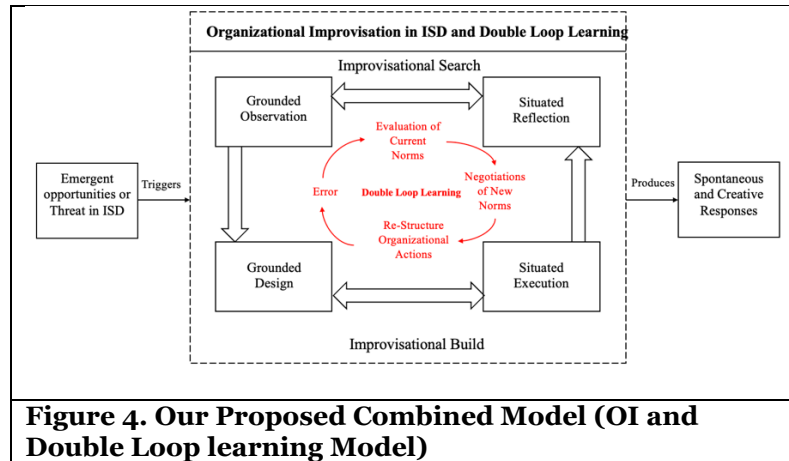 Organizational Improvisation in ISD and Double Loop Learning
Improvisational Search
Grounded
Observation
Situated
Reflection
Evaluation of
Current
Norms
Emergent
opportunities or
Threat in ISD
Triggers
Error
Double Loop Learning
Negotiations
of New
Norms
Produces
Spontaneous
and Creative
Responses
Re-Structure
Organizational
Actions
Grounded
Design
Situated
Execution
Improvisational Build
Figure 4. Our Proposed Combined Model (OI and
Double Loop learning Model)